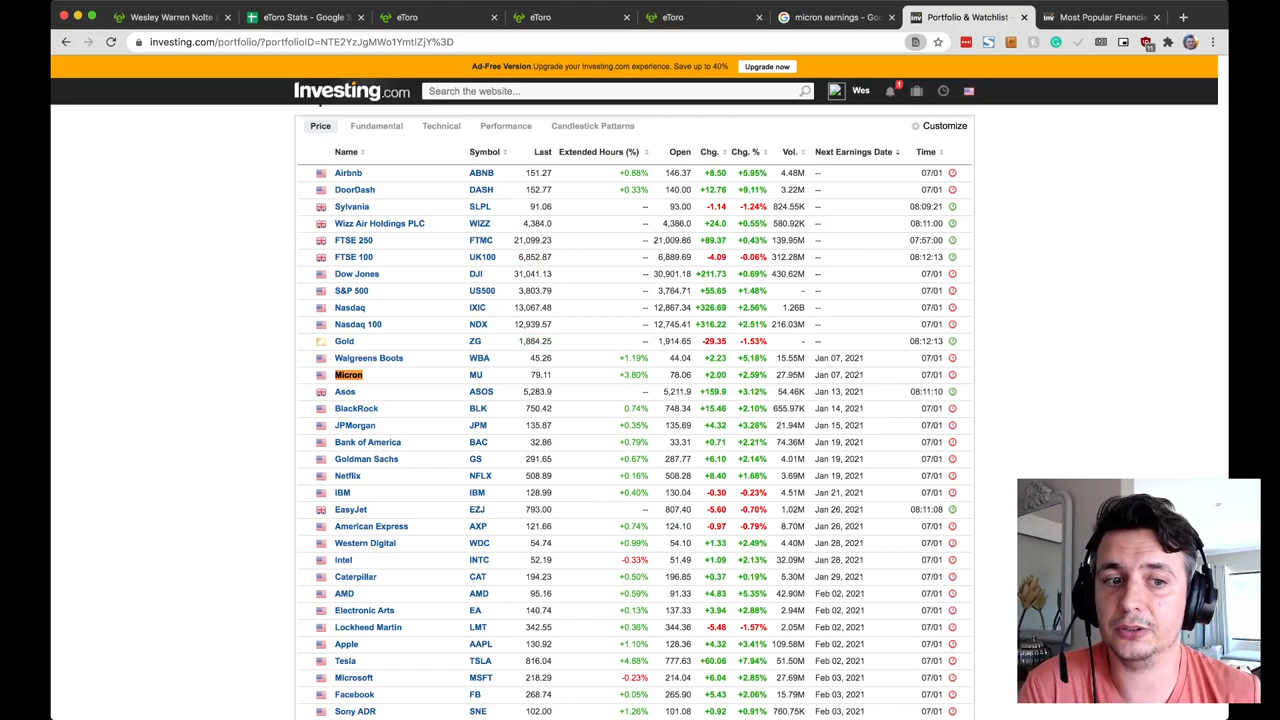 Wesley Warren Nolte
eToro Stats - Google S
eToro
eToro
eToro
micron earnings - Goog
Portfolio & Watchlist -
Most Popular Financia
investing.com/portfolio/?portfolioID=NTE2YzJgMWo1YmtlZjY%3D
11
Ad-Free Version.Upgrade your Investing.com experience. Save up to 40%
Upgrade now
Investing.com
Search the website...
Wes
1
Price Fundamental Technical Performance Candlestick Patterns Customize
Name Symbol Last Extended Hours (%) Open Chg. Chg. % Vol. Next Earnings Date Time
Airbnb ABNB 151.27 +0.88% 146.37 +8.50 +5.95% 4.48M -- 07/01
DoorDash DASH 152.77 +0.33% 140.00 +12.76 +9.11% 3.22M -- 07/01
Sylvania SLPL 91.06 -- 93.00 -1.14 -1.24% 824.55K -- 08:09:21
Wizz Air Holdings PLC WIZZ 4,384.0 -- 4,386.0 +24.0 +0.55% 580.92K -- 08:11:00
FTSE 250 FTMC 21,099.23 -- 21,009.86 +89.37 +0.43% 139.95M -- 07:57:00
FTSE 100 UK100 6,852.87 -- 6,889.69 -4.09 -0.06% 312.28M -- 08:12:13
Dow Jones DJI 31,041.13 -- 30,901.18 +211.73 +0.69% 430.62M -- 07/01
S&P 500 US500 3,803.79 -- 3,764.71 +55.65 +1.48% - -- 07/01
Nasdaq IXIC 13,067.48 -- 12,867.34 +326.69 +2.56% 1.26B -- 07/01
Nasdaq 100 NDX 12,939.57 -- 12,745.41 +316.22 +2.51% 216.03M -- 07/01
Gold ZG 1,884.25 -- 1,914.65 -29.35 -1.53% - -- 08:12:13
Walgreens Boots WBA 45.26 +1.19% 44.04 +2.23 +5.18% 15.55M Jan 07, 2021 07/01
Micron MU 79.11 +3.80% 78.06 +2.00 +2.59% 27.95M Jan 07, 2021 07/01
Asos ASOS 5,283.9 -- 5,211.9 +159.9 +3.12% 54.46K Jan 13, 2021 08:11:10
BlackRock BLK 750.42 0.74% 748.34 +15.46 +2.10% 655.97K Jan 14, 2021 07/01
JPMorgan JPM 135.87 +0.35% 135.69 +4.32 +3.28% 21.94M Jan 15, 2021 07/01
Bank of America BAC 32.86 +0.79% 33.31 +0.71 +2.21% 74.36M Jan 19, 2021 07/01
Goldman Sachs GS 291.65 +0.67% 287.77 +6.10 +2.14% 4.01M Jan 19, 2021 07/01
Netflix NFLX 508.89 +0.16% 508.28 +8.40 +1.68% 3.69M Jan 19, 2021 07/01
IBM IBM 128.99 +0.40% 130.04 -0.30 -0.23% 4.51M Jan 21, 2021 07/01
EasyJet EZJ 793.00 -- 807.40 -5.60 -0.70% 1.02M Jan 26, 2021 08:11:08
American Express AXP 121.66 +0.74% 124.10 -0.97 -0.79% 8.70M Jan 26, 2021 07/01
Western Digital WDC 54.74 +0.99% 54.10 +1.33 +2.49% 4.40M Jan 28, 2021 07/01
Intel INTC 52.19 -0.33% 51.49 +1.09 +2.13% 32.09M Jan 28, 2021 07/01
Caterpillar CAT 194.23 +0.50% 196.85 +0.37 +0.19% 5.30M Jan 29, 2021 07/01
AMD AMD 95.16 +0.59% 91.33 +4.83 +5.35% 42.90M Feb 02, 2021 07/01
Electronic Arts EA 140.74 +0.13% 137.33 +3.94 +2.88% 2.94M Feb 02, 2021 07/01
Lockheed Martin LMT 342.55 +0.36% 344.36 -5.48 -1.57% 2.04M Feb 02, 2021 07/01
Apple AAPL 130.92 +1.10% 128.36 +4.32 +3.41% 109.58M Feb 02, 2021 07/01
Tesla TSLA 816.04 +4.88% 777.63 +60.06 +7.94% 51.50M Feb 02, 2021 07/01
Microsoft MSFT 218.29 -0.23% 214.04 +6.04 +2.85% 27.69M Feb 03, 2021 07/01
Facebook FB 268.74 +0.05% 265.90 +5.43 +2.06% 15.79M Feb 03, 2021 07/01
Sony ADR SNE 102.00 +1.26% 101.08 +0.92 +0.91% 760.75K Feb 03, 2021 07/01